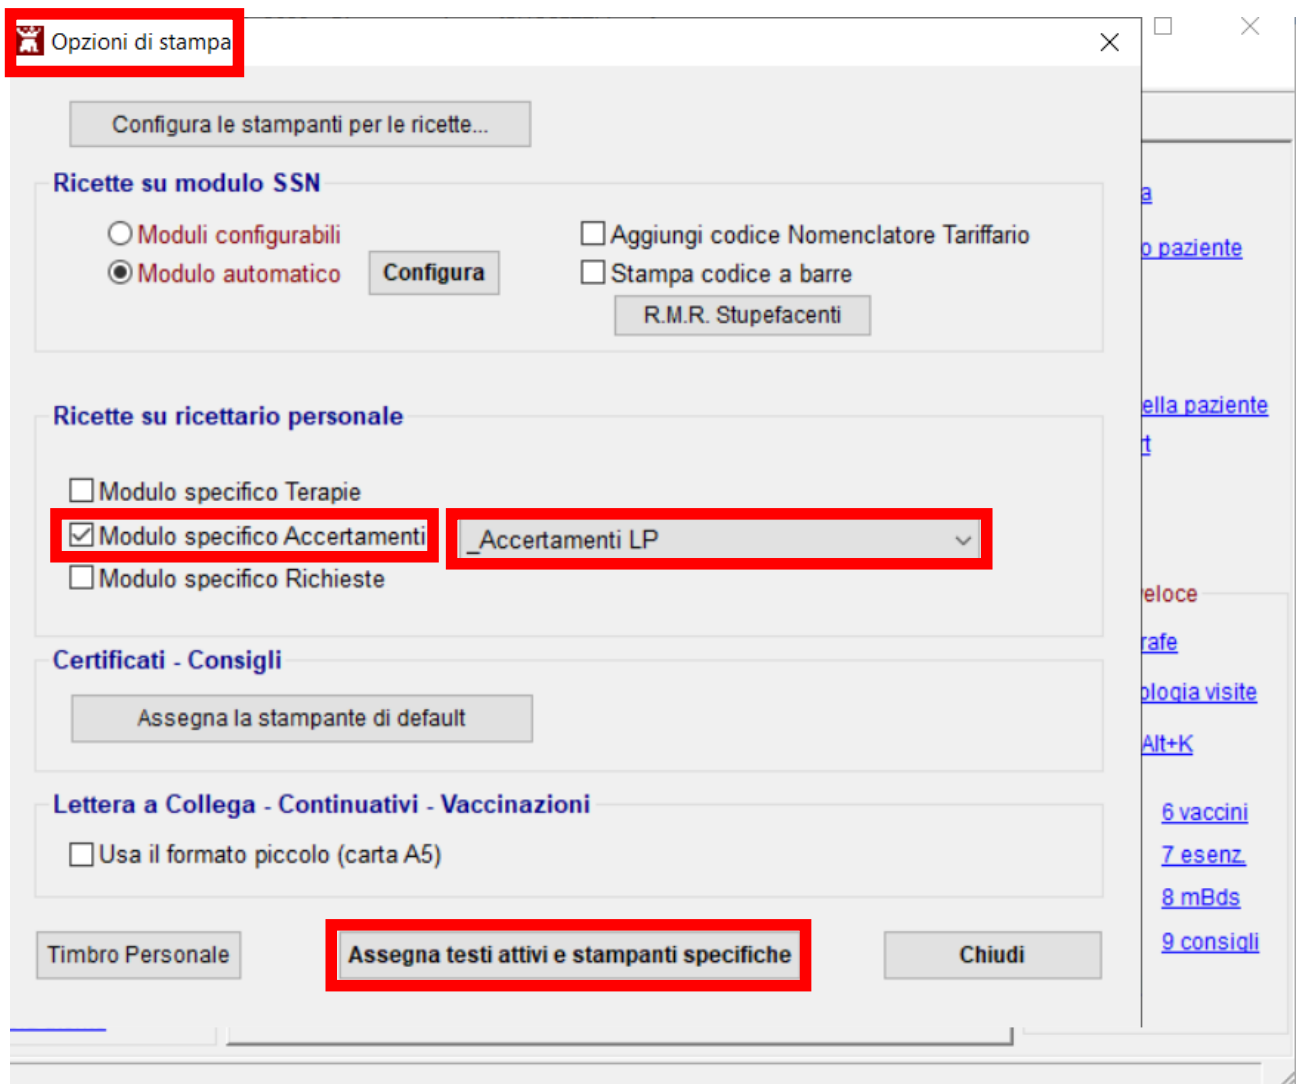 Opzioni di stampa
Configura le stampanti per le ricette...
Ricette su modulo SSN
Moduli configurabili
Aggiungi codice Nomenclatore Tariffario
Modulo automatico
Configura
Stampa codice a barre
R.M.R. Stupefacenti
Ricette su ricettario personale
Modulo specifico Terapie
Modulo specifico Accertamenti
_Accertamenti LP
Modulo specifico Richieste
Certificati - Consigli
Assegna la stampante di default
Lettera a Collega - Continuativi - Vaccinazioni
Usa il formato piccolo (carta A5)
Timbro Personale
Assegna testi attivi e stampanti specifiche
Chiudi
a
o paziente
ella paziente
rt
eloce
rafe
ologia visite
Alt+K
6 vaccini
7 esenz.
8 mBds
9 consigli